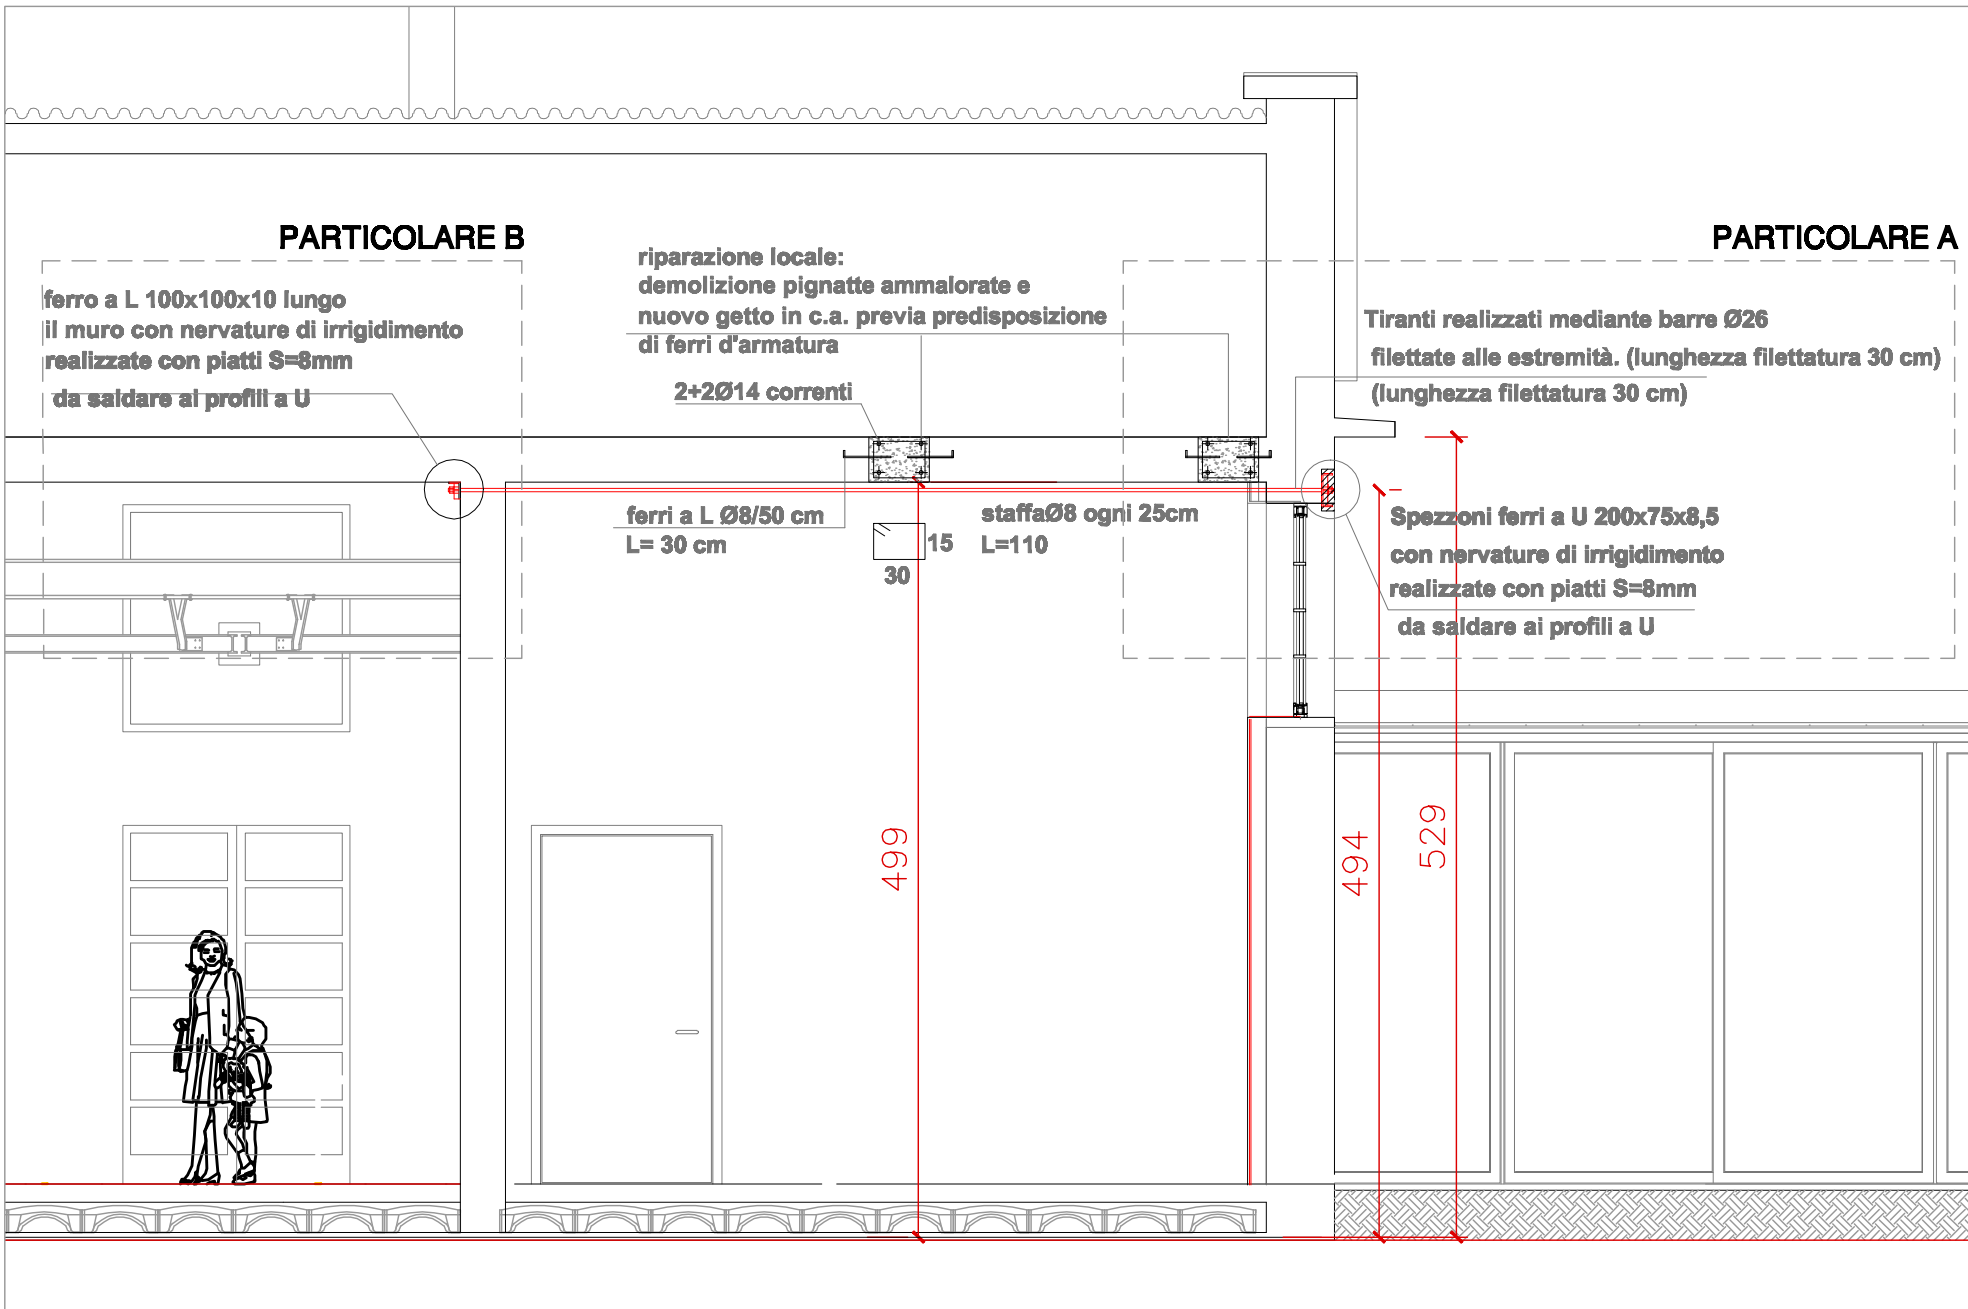 PARTICOLARE B
ferro a L 100x100x10 lungo
il muro con nervature di irrigidimento
realizzate con piatti S=8mm
da saldare ai profili a U
riparazione locale:
demolizione pignatte ammalorate e
nuovo getto in c.a. previa predisposizione
di ferri d'armatura
2+2Ø14 correnti
ferri a L Ø8/50 cm
L= 30 cm
15
30
staffaØ8 ogni 25cm
L=110
PARTICOLARE A
Tiranti realizzati mediante barre Ø26
filettate alle estremità. (lunghezza filettatura 30 cm)
(lunghezza filettatura 30 cm)
Spezzoni ferri a U 200x75x8,5
con nervature di irrigidimento
realizzate con piatti S=8mm
da saldare ai profili a U
499
494
529